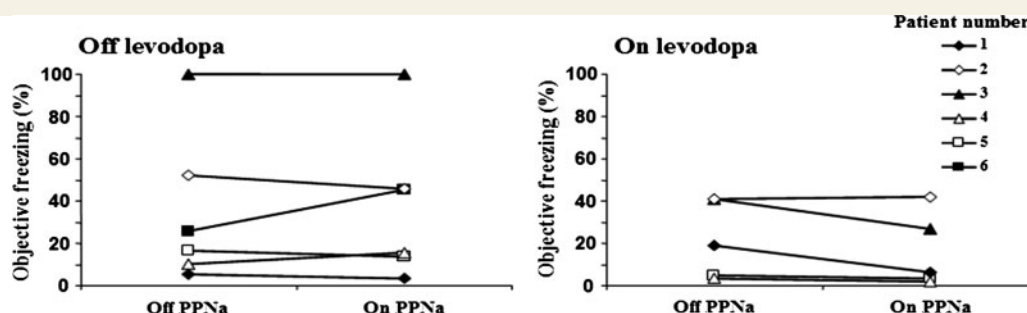 Off levodopa
Objective freezing (%)
100
80
60
40
20
0
Off PPNa
On PPNa
On levodopa
Objective freezing (%)
100
80
60
40
20
0
Off PPNa
On PPNa
Patient number
1
2
3
4
5
6